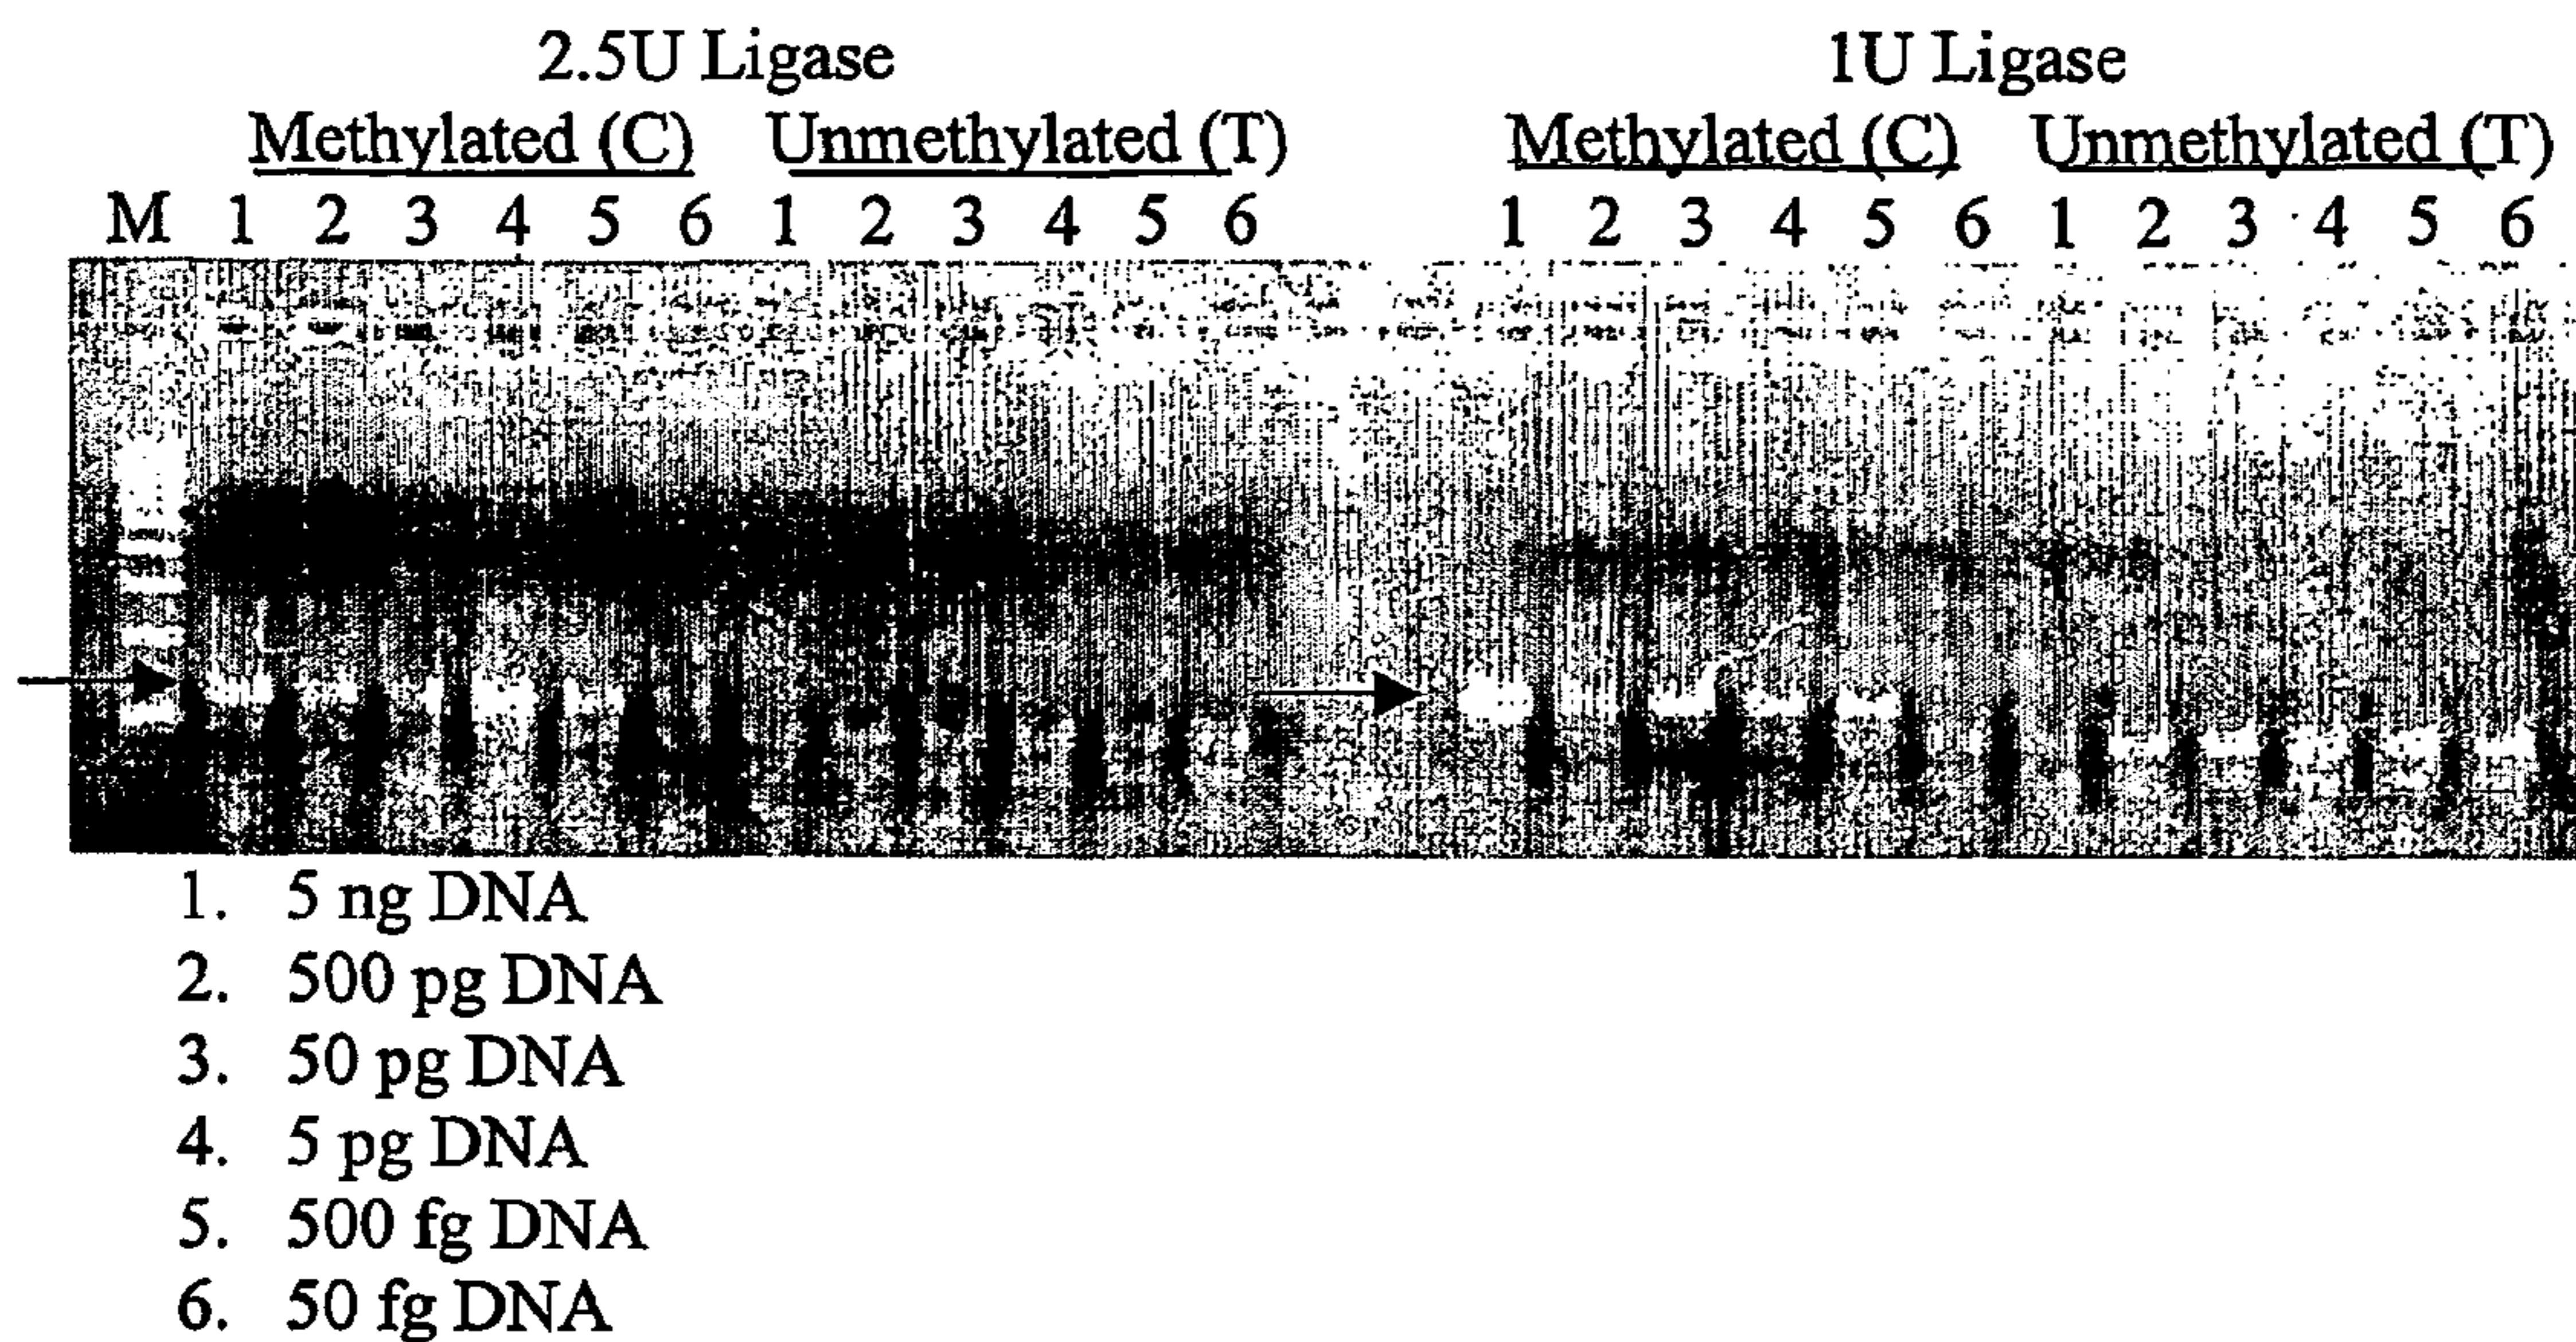 2.5U Ligase 1U Ligase
Methylated (C) Unmethylated (T) Methylated (C) Unmethylated (T)
M 1 2 3 4 5 6 1 2 3 4 5 6 1 2 3 4 5 6 1 2 3 4 5 6
1. 5 ng DNA
2. 500 pg DNA
3. 50 pg DNA
4. 5 pg DNA
5. 500 fg DNA
6. 50 fg DNA